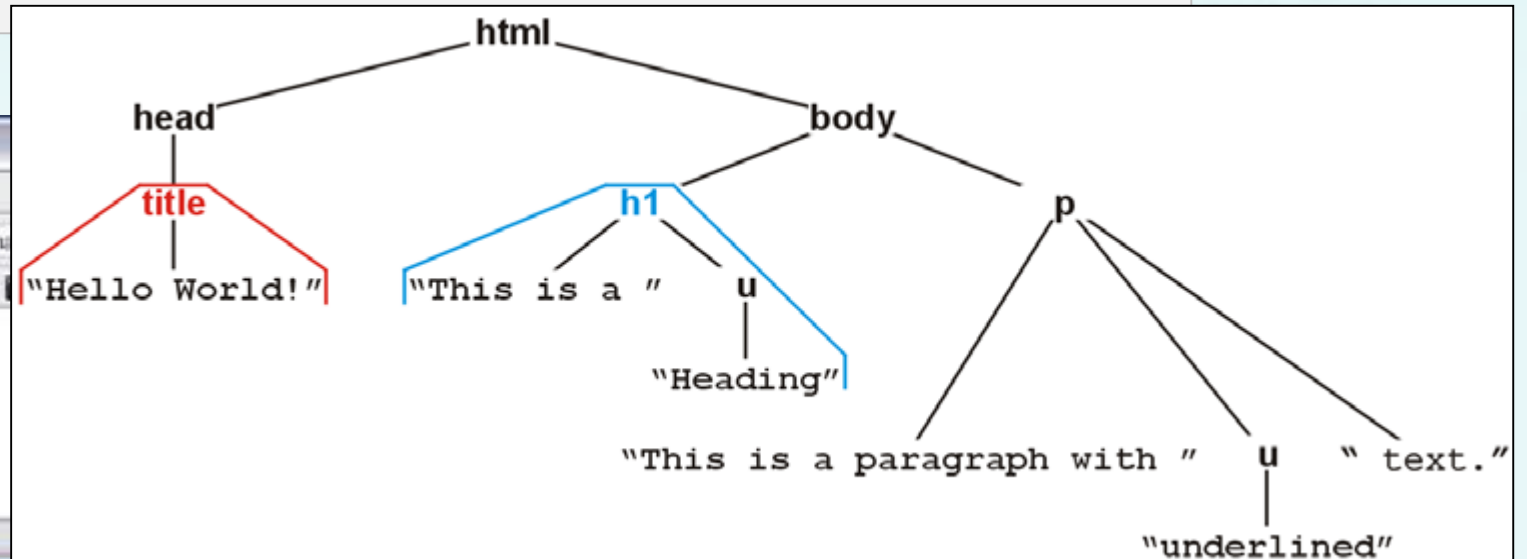 html
head body
title h1 p
“Hello World!” “This is a ” u
“Heading”
“This is a paragraph with ” u “ text.”
“underlined”